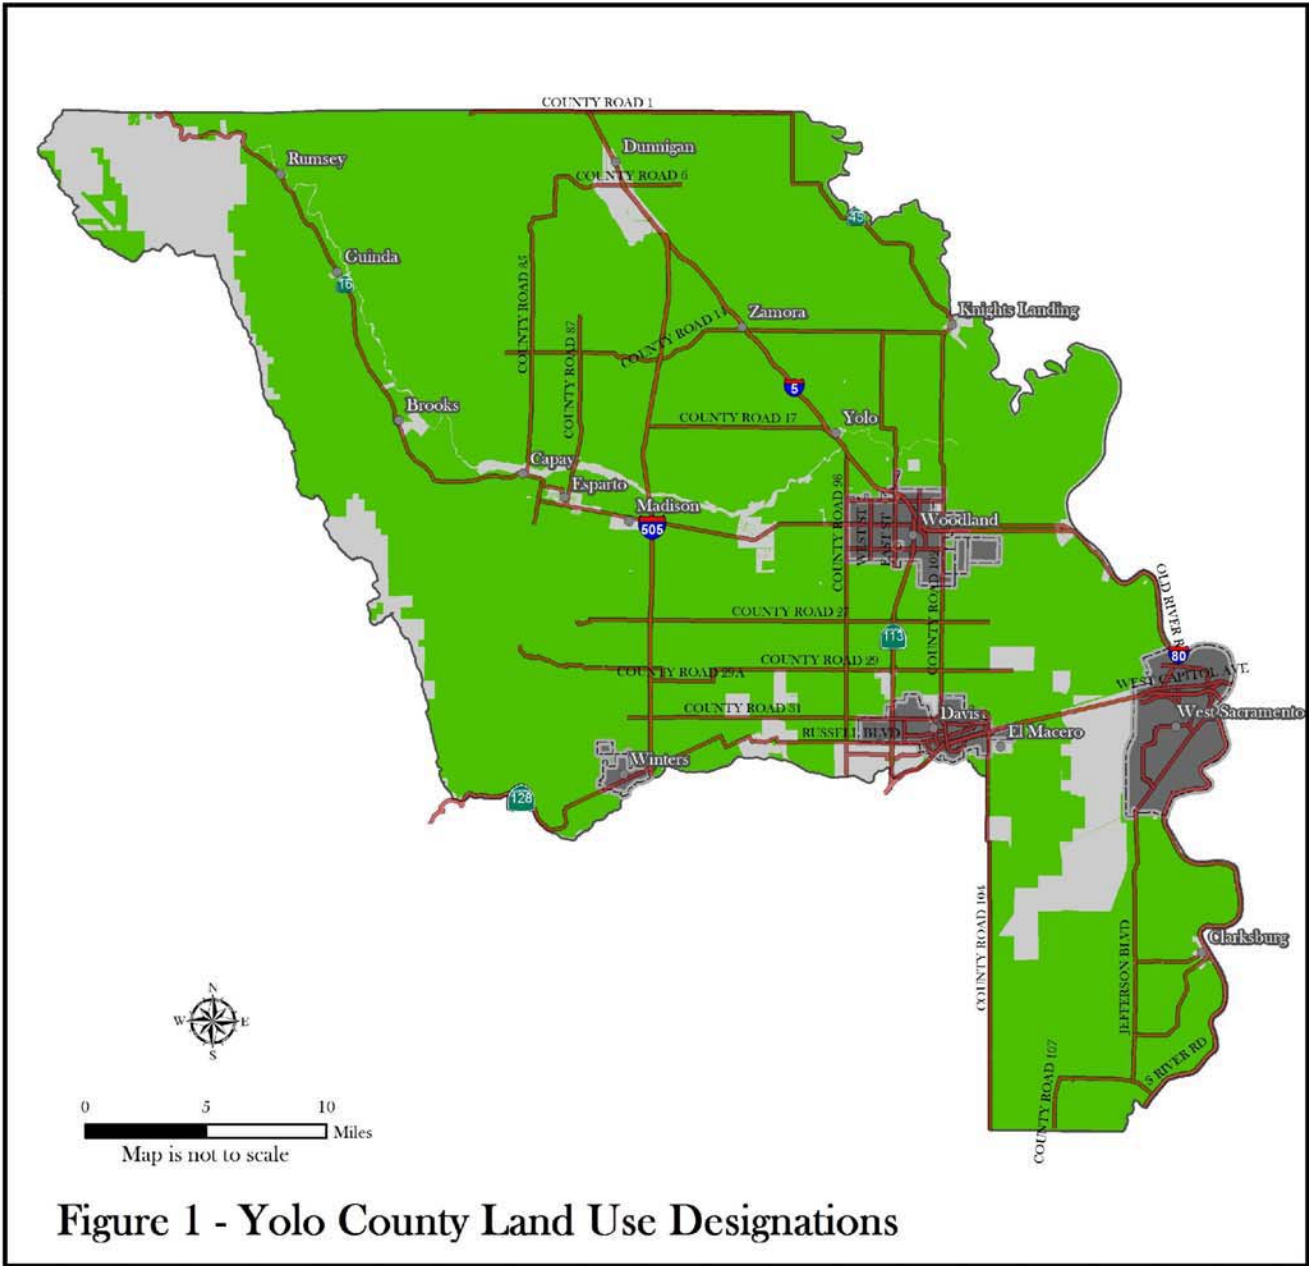 COUNTY ROAD 1
Dunnigan
Rumsey
COUNTY ROAD 6
45
Guinda
16
COUNTY ROAD 85
Zamora
Knights Landing
COUNTY ROAD 14
COUNTY ROAD 87
5
Brooks
COUNTY ROAD 17
Yolo
Capay
Esparto
COUNTY ROAD 96
Madison
505
WEST ST
EAST ST
Woodland
COUNTY ROAD 102
OLD RIVER R
COUNTY ROAD 27
113
80
COUNTY ROAD 29
COUNTY ROAD 29A
WEST CAPITOL AVE
COUNTY ROAD 31
Davis
West Sacramento
RUSSELL BLVD
El Macero
Winters
128
COUNTY ROAD 104
JEFFERSON BLVD
Clarksburg
S RIVER RD
COUNTY ROAD 107
N
W E
S
0 5 10
Miles
Map is not to scale
Figure 1 - Yolo County Land Use Designations